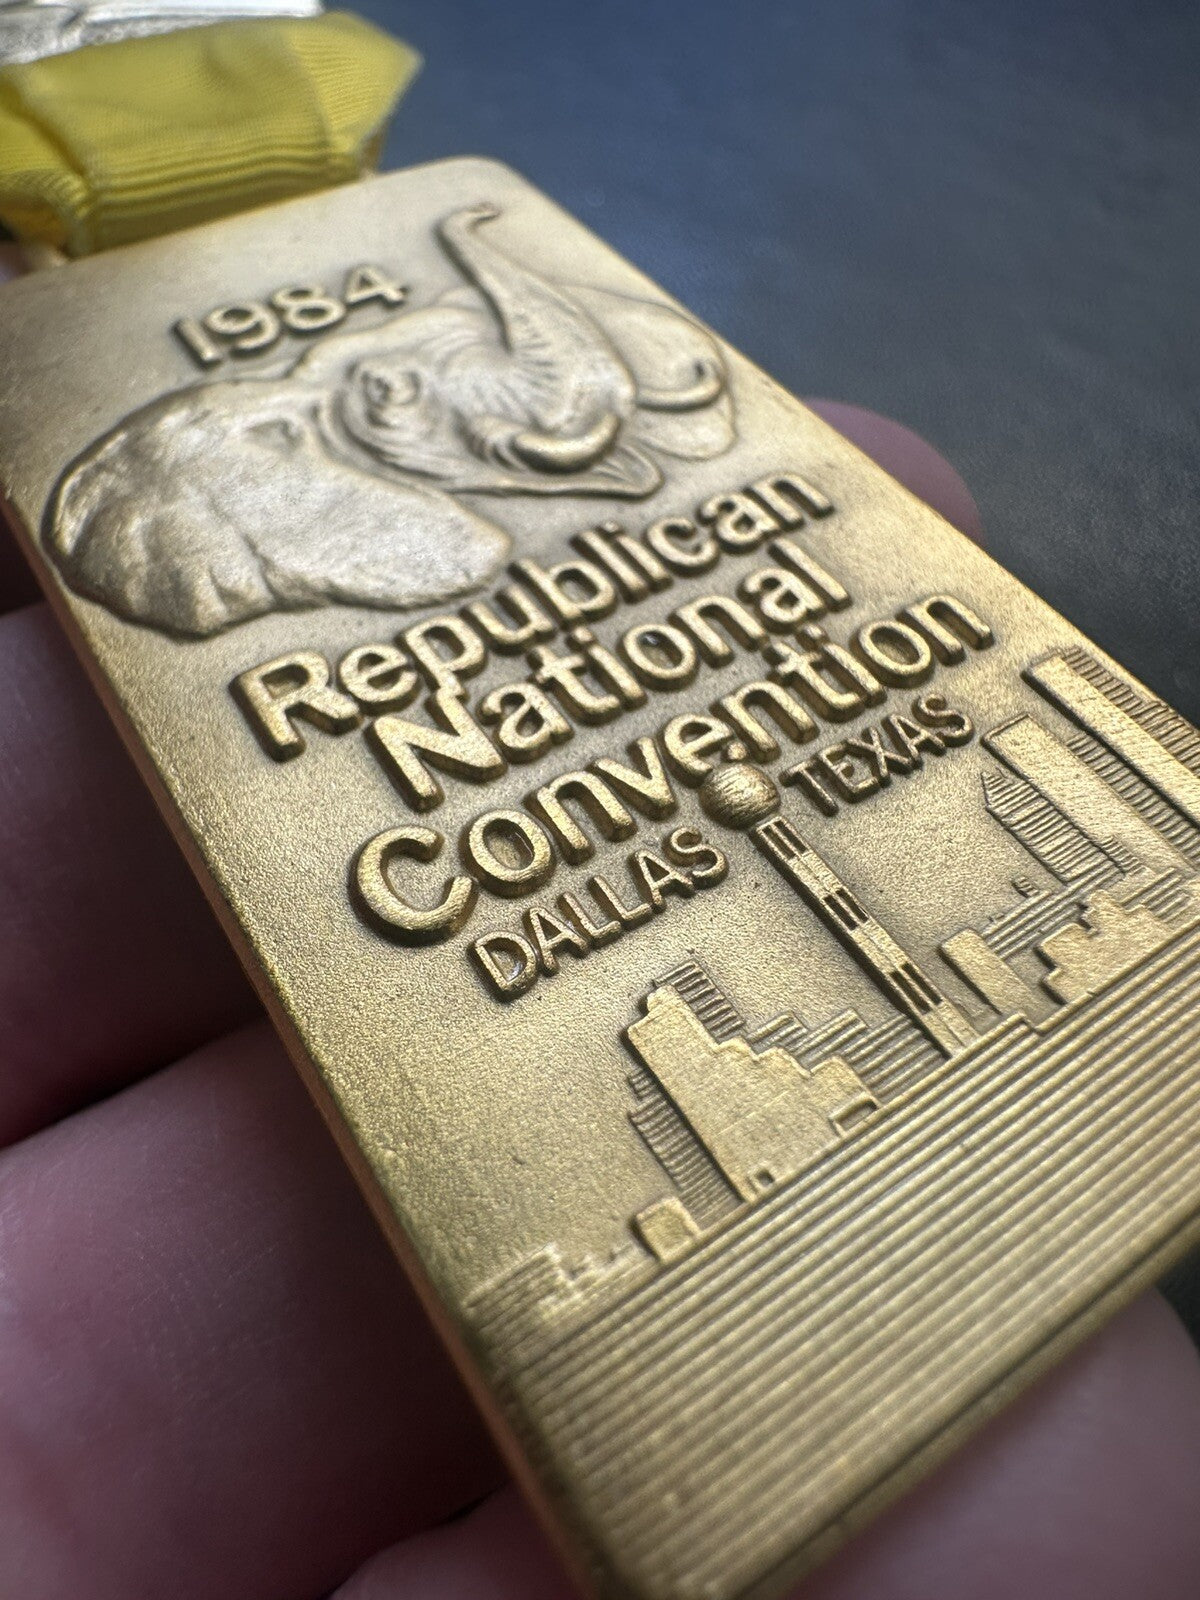 1984
Republican
National
Convention
DALLAS TEXAS